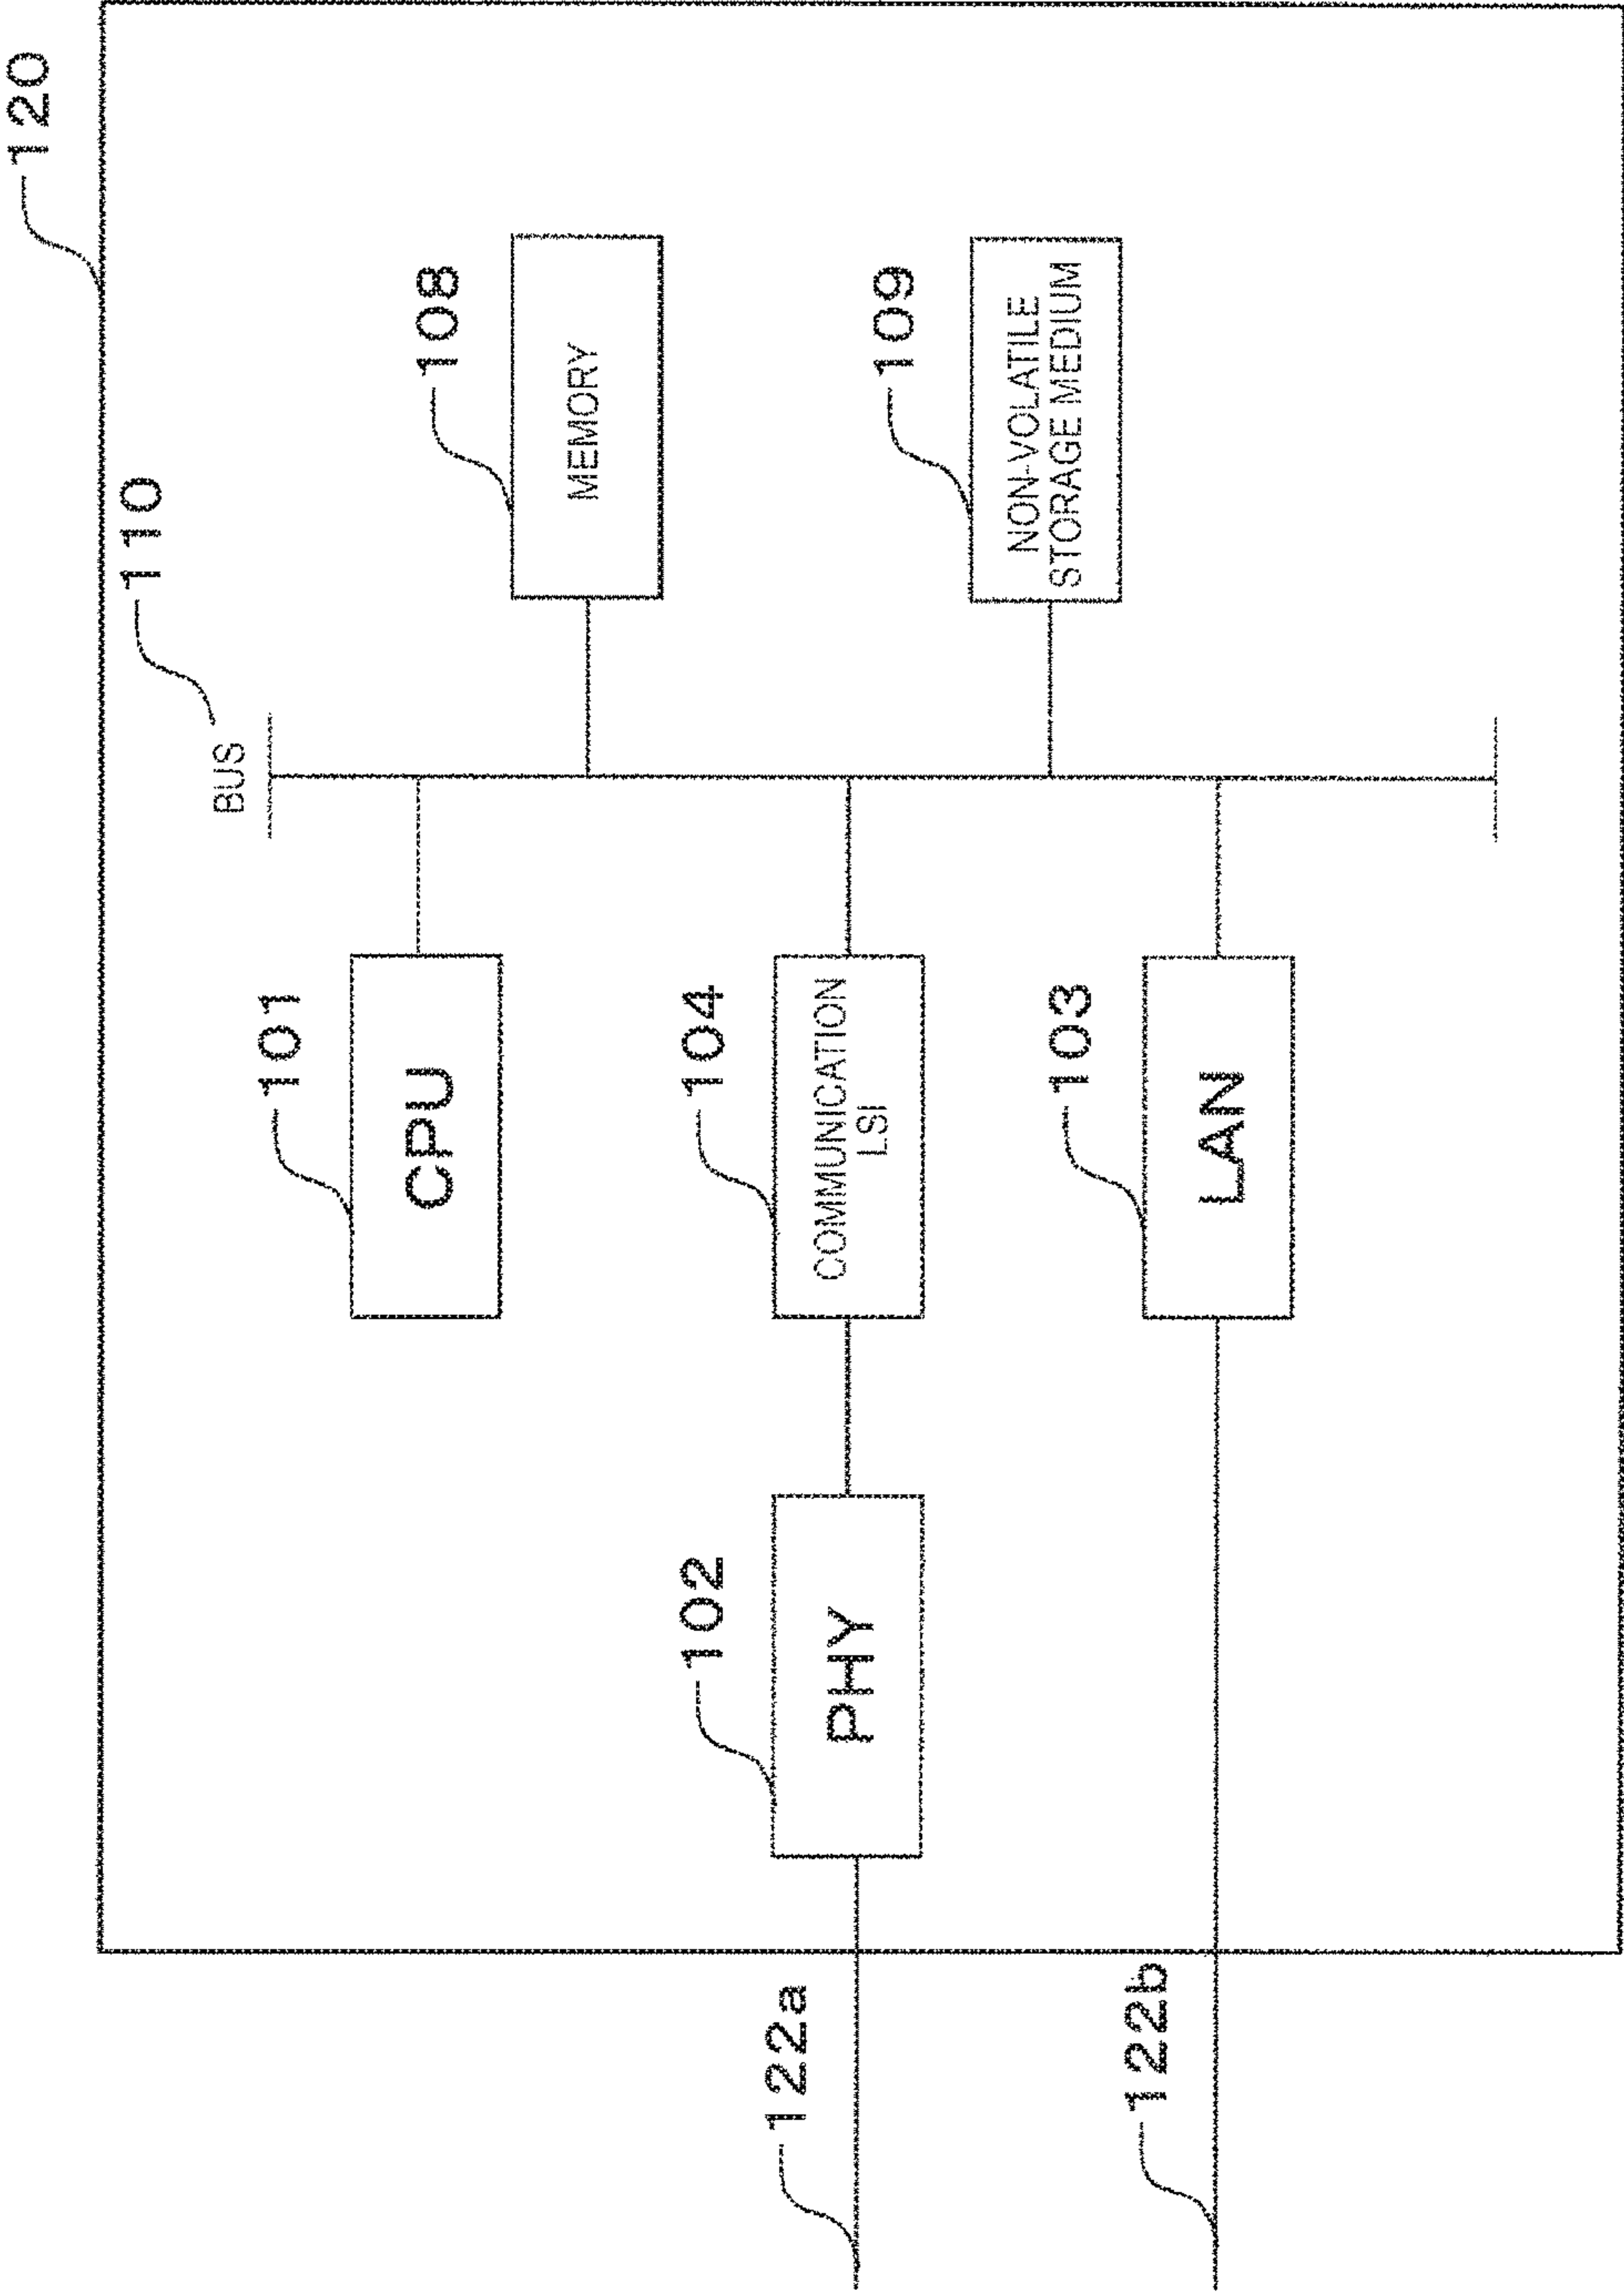 120
110
BUS
101
CPU
108
MEMORY
102
PHY
104
COMMUNICATION
LSI
122a
109
NON-VOLATILE
STORAGE MEDIUM
103
LAN
122b